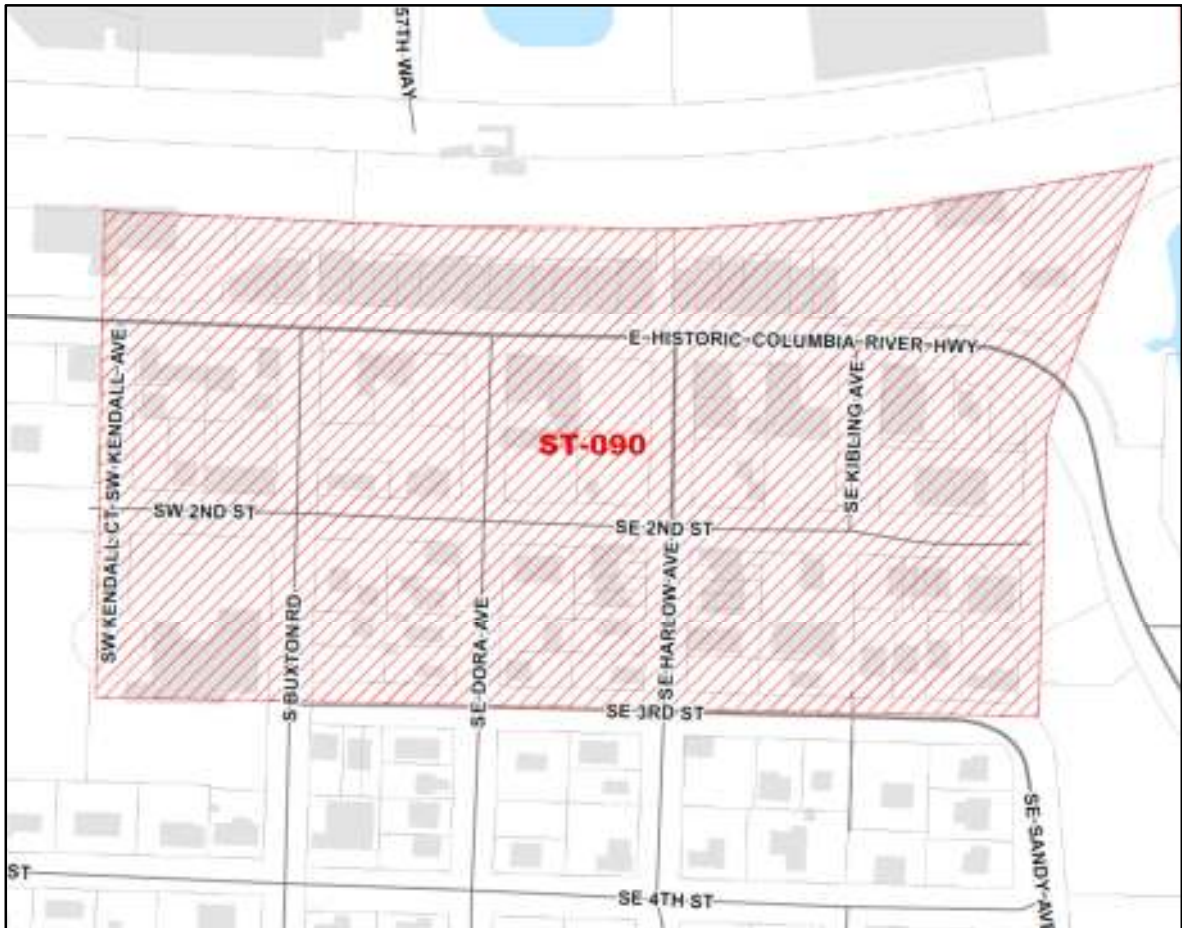 257TH WAY
E HISTORIC COLUMBIA RIVER HWY
SW KENDALL CT SW KENDALL AVE
SE KIBLING AVE
ST-090
SW 2ND ST
SE 2ND ST
S BUXTON RD
SE DORA AVE
SE HARLOW AVE
SE 3RD ST
SE SANDY AV
ST
SE 4TH ST